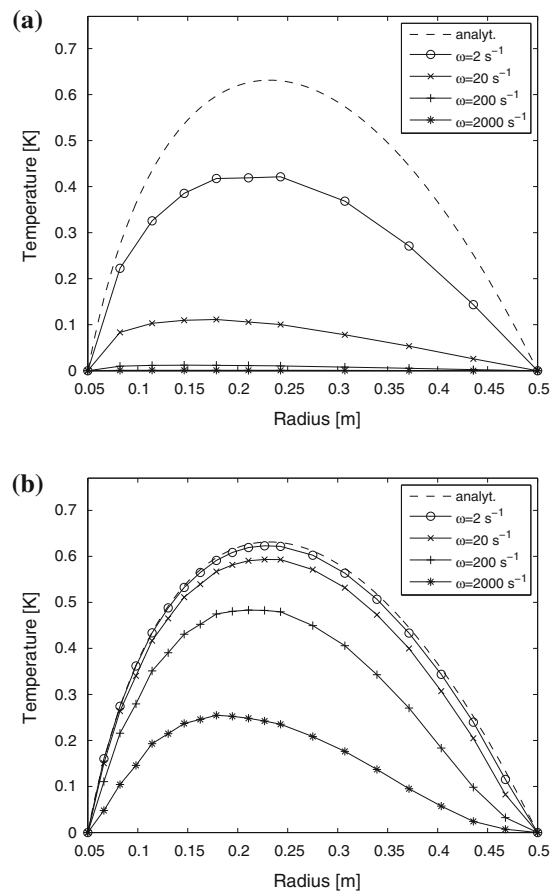 (a)
0.7
0.6
0.5
0.4
0.3
0.2
0.1
0
Temperature [K]
analyt.
ω=2 s⁻¹
ω=20 s⁻¹
ω=200 s⁻¹
ω=2000 s⁻¹
0.05 0.1 0.15 0.2 0.25 0.3 0.35 0.4 0.45 0.5
Radius [m]
(b)
0.7
0.6
0.5
0.4
0.3
0.2
0.1
0
Temperature [K]
analyt.
ω=2 s⁻¹
ω=20 s⁻¹
ω=200 s⁻¹
ω=2000 s⁻¹
0.05 0.1 0.15 0.2 0.25 0.3 0.35 0.4 0.45 0.5
Radius [m]